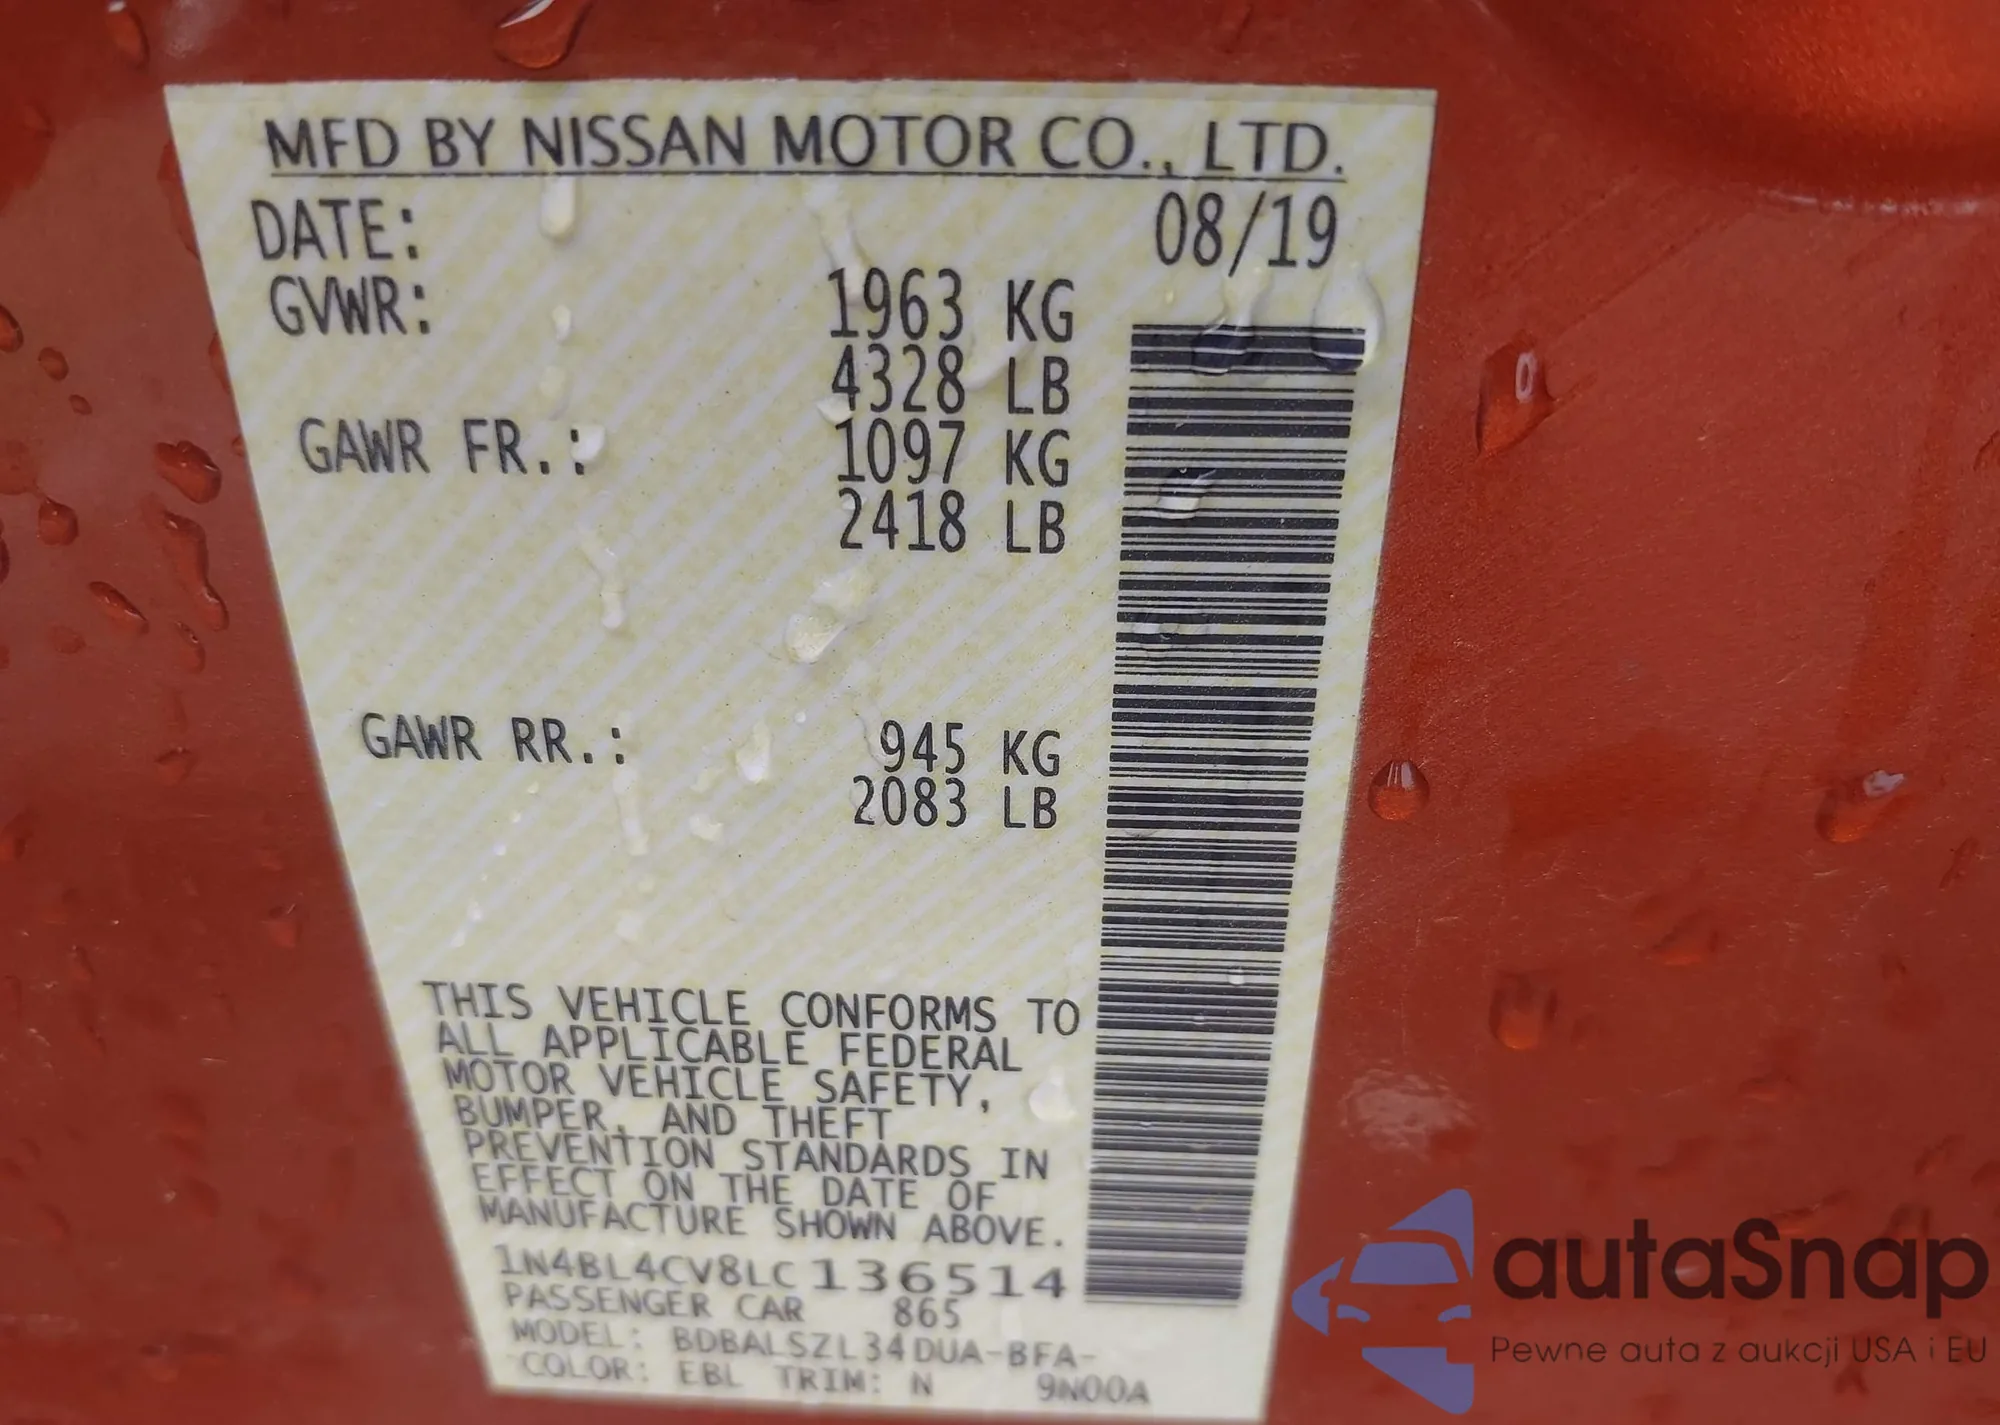 MFD BY NISSAN MOTOR CO., LTD.
DATE: 08/19
GVWR: 1963 KG
4328 LB
GAWR FR.: 1097 KG
2418 LB
GAWR RR.: 945 KG
2083 LB
THIS VEHICLE CONFORMS TO
ALL APPLICABLE FEDERAL
MOTOR VEHICLE SAFETY,
BUMPER, AND THEFT
PREVENTION STANDARDS IN
EFFECT ON THE DATE OF
MANUFACTURE SHOWN ABOVE.
1N4BL4CV8LC136514
PASSENGER CAR 865
MODEL: BDBALSZL34DUA-BFA-
COLOR: EBL TRIM: N 9N00A
autaSnap
Pewne auta z aukcji USA i EU